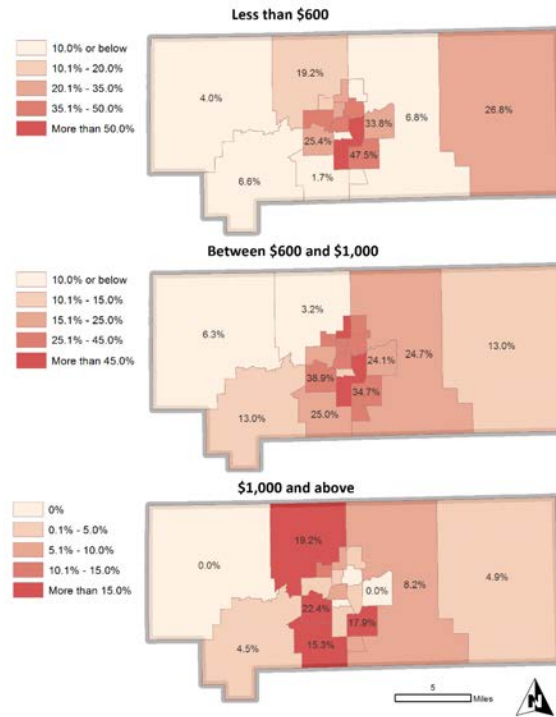 Less than $600
10.0% or below
10.1% - 20.0%
20.1% - 35.0%
35.1% - 50.0%
More than 50.0%
19.2%
4.0%
33.8%
6.8%
26.8%
25.4%
47.5%
6.6%
1.7%
Between $600 and $1,000
10.0% or below
10.1% - 15.0%
15.1% - 25.0%
25.1% - 45.0%
More than 45.0%
3.2%
6.3%
24.1%
24.7%
13.0%
38.9%
34.7%
13.0%
25.0%
$1,000 and above
0%
0.1% - 5.0%
5.1% - 10.0%
10.1% - 15.0%
More than 15.0%
19.2%
0.0%
0.0%
8.2%
4.9%
22.4%
17.9%
4.5%
15.3%
5
Miles
N